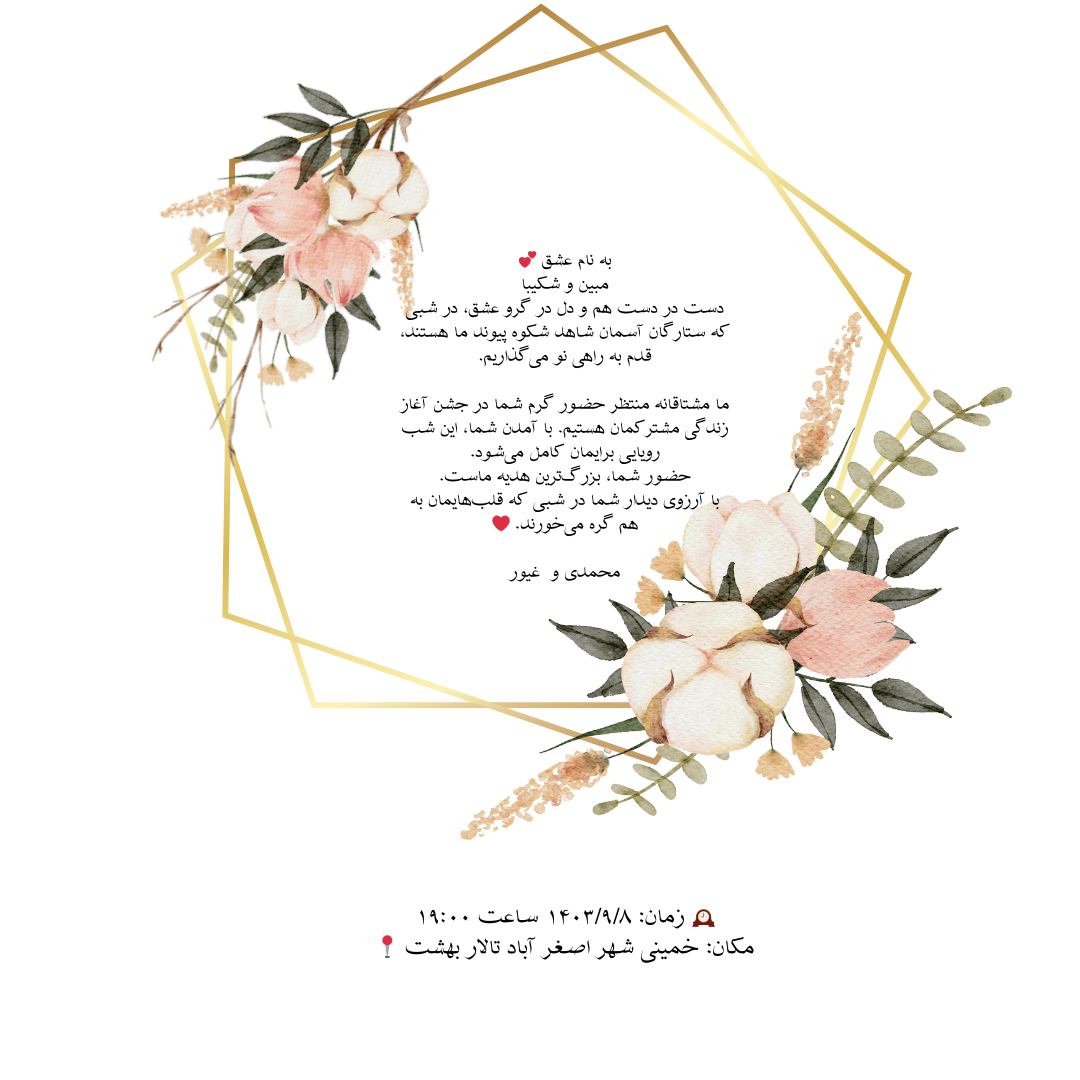 به نام عشق 💕
مبین و شکیبا
دست در دست هم و دل در گرو عشق، در شبی
که ستارگان آسمان شاهد شکوه پیوند ما هستند،
قدم به راهی نو می‌گذاریم.
ما مشتاقانه منتظر حضور گرم شما در جشن آغاز
زندگی مشترکمان هستیم. با آمدن شما، این شب
رویایی برایمان کامل می‌شود.
حضور شما، بزرگ‌ترین هدیه ماست.
با آرزوی دیدار شما در شبی که قلب‌هایمان به
هم گره می‌خورند. ❤️
محمدی و غیور
🕰️ زمان: ۱۴۰۳/۹/۸ ساعت ۱۹:۰۰
مکان: خمینی شهر اصغر آباد تالار بهشت 📍